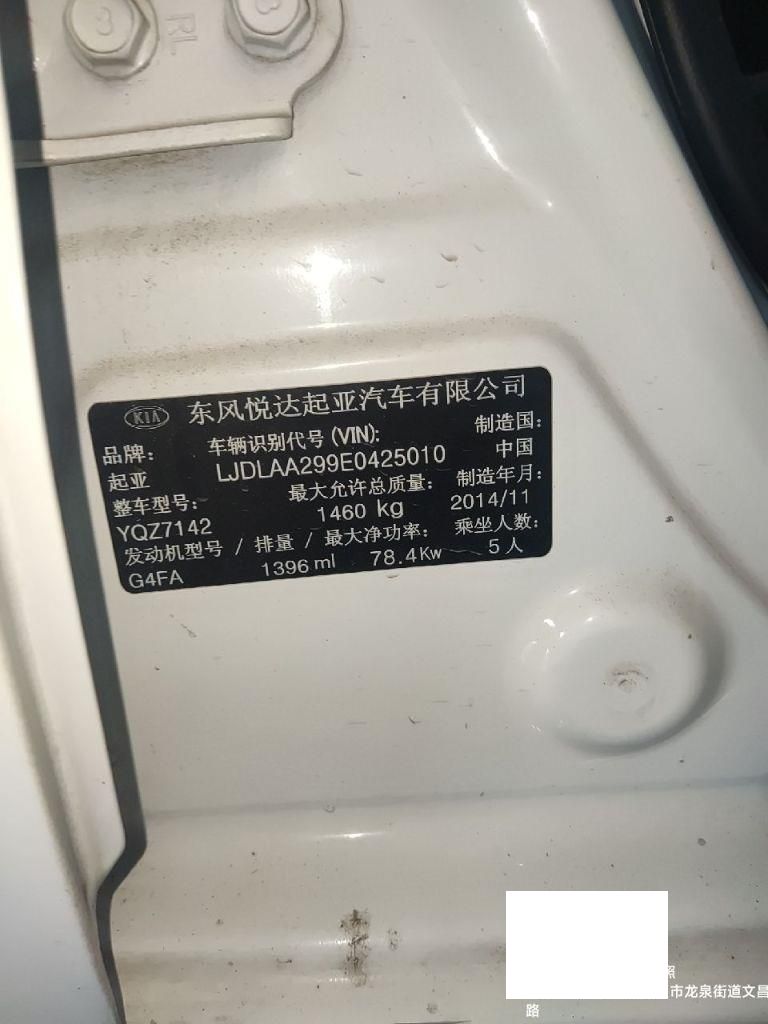 3
3
RL
KIA 东风悦达起亚汽车有限公司
品牌: 车辆识别代号 (VIN): 制造国:
起亚 LJDLAA299E0425010 中国
整车型号: 最大允许总质量: 制造年月:
YQZ7142 1460 kg 2014/11
发动机型号 / 排量 / 最大净功率: 乘坐人数:
G4FA 1396 ml 78.4Kw 5人
照
市龙泉街道文昌
路